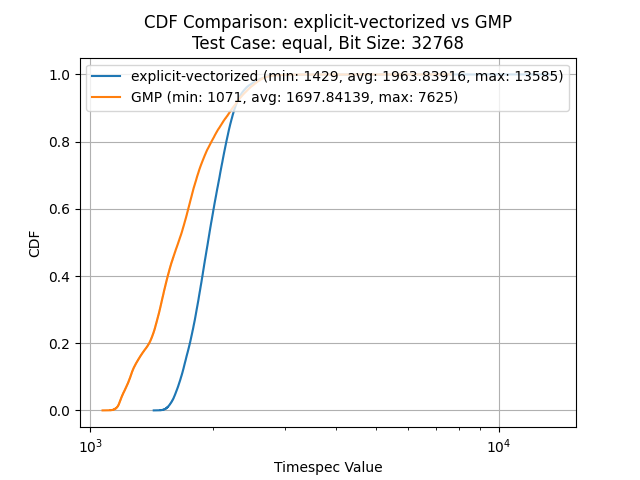 CDF Comparison: explicit-vectorized vs GMP
Test Case: equal, Bit Size: 32768
explicit-vectorized (min: 1429, avg: 1963.83916, max: 13585)
GMP (min: 1071, avg: 1697.84139, max: 7625)
1.0
0.8
0.6
0.4
0.2
0.0
CDF
10³
10⁴
Timespec Value